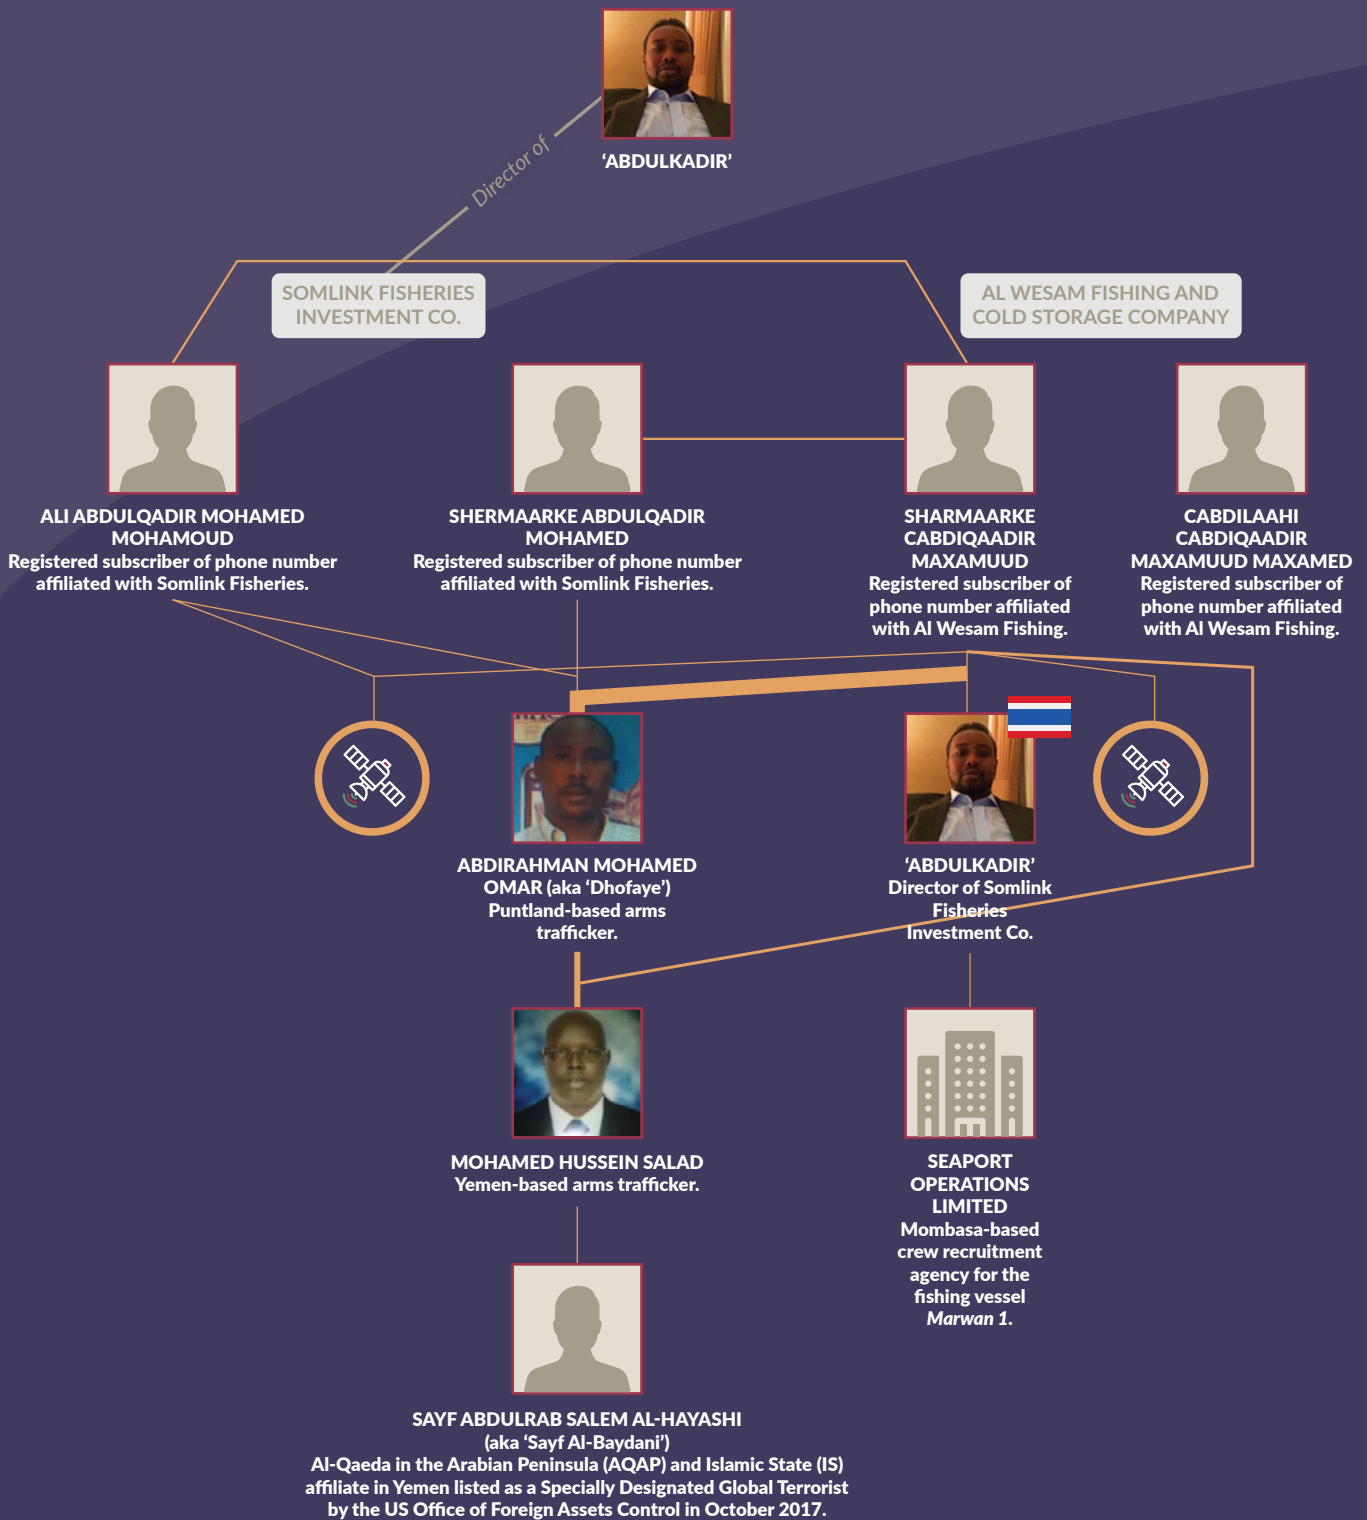 'ABDULKADIR'
Director of
SOMLINK FISHERIES
INVESTMENT CO.
AL WESAM FISHING AND
COLD STORAGE COMPANY
ALI ABDULQADIR MOHAMED
MOHAMOUD
Registered subscriber of phone number
affiliated with Somlink Fisheries.
SHERMAARKE ABDULQADIR
MOHAMED
Registered subscriber of phone number
affiliated with Somlink Fisheries.
SHARMAARKE
CABDIQAADIR
MAXAMUUD
Registered subscriber of
phone number affiliated
with Al Wesam Fishing.
CABDILAAHI
CABDIQAADIR
MAXAMUUD MAXAMED
Registered subscriber of
phone number affiliated
with Al Wesam Fishing.
ABDIRAHMAN MOHAMED
OMAR (aka 'Dhofaye')
Puntland-based arms
trafficker.
'ABDULKADIR'
Director of Somlink
Fisheries
Investment Co.
MOHAMED HUSSEIN SALAD
Yemen-based arms trafficker.
SEAPORT
OPERATIONS
LIMITED
Mombasa-based
crew recruitment
agency for the
fishing vessel
Marwan 1.
SAYF ABDULRAB SALEM AL-HAYASHI
(aka 'Sayf Al-Baydani')
Al-Qaeda in the Arabian Peninsula (AQAP) and Islamic State (IS)
affiliate in Yemen listed as a Specially Designated Global Terrorist
by the US Office of Foreign Assets Control in October 2017.